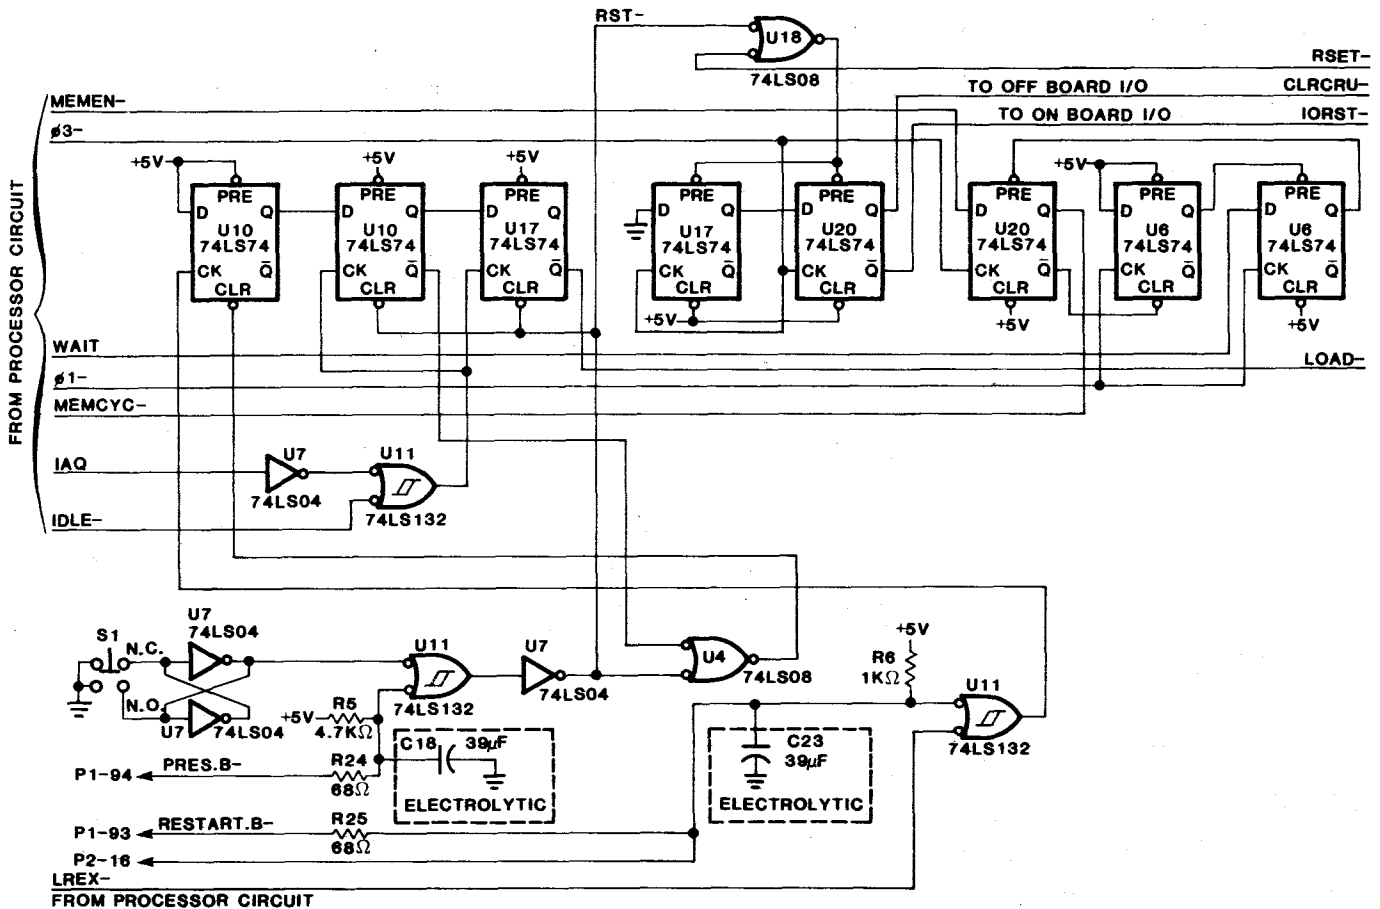 RST-
U18
74LS08
RSET-
TO OFF BOARD I/O
CLRCRU-
MEMEN-
TO ON BOARD I/O
IORST-
ø3-
+5V
+5V
+5V
+5V
FROM PROCESSOR CIRCUIT
PRE
D Q
U10
74LS74
CK Q̄
CLR
PRE
D Q
U10
74LS74
CK Q̄
CLR
PRE
D Q
U17
74LS74
CK Q̄
CLR
PRE
D Q
U17
74LS74
CK Q̄
CLR
+5V
PRE
D Q
U20
74LS74
CK Q̄
CLR
PRE
D Q
U20
74LS74
CK Q̄
CLR
+5V
PRE
D Q
U6
74LS74
CK Q̄
CLR
PRE
D Q
U6
74LS74
CK Q̄
CLR
+5V
WAIT
LOAD-
ø1-
MEMCYC-
IAQ
U7
74LS04
U11
74LS132
IDLE-
U7
74LS04
S1
N.C.
N.O.
U7
74LS04
U11
74LS132
U7
74LS04
U4
74LS08
+5V
R6
1KΩ
U11
74LS132
+5V
R5
4.7KΩ
C18
39µF
ELECTROLYTIC
C23
39µF
ELECTROLYTIC
P1-94
PRES.B-
R24
68Ω
P1-93
RESTART.B-
R25
68Ω
P2-16
LREX-
FROM PROCESSOR CIRCUIT